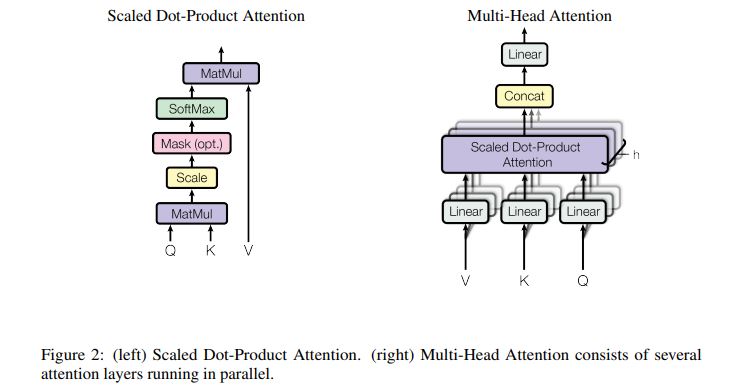 Scaled Dot-Product Attention
MatMul
SoftMax
Mask (opt.)
Scale
MatMul
Q K V
Multi-Head Attention
Linear
Concat
Scaled Dot-Product
Attention
h
Linear Linear Linear
V K Q
Figure 2: (left) Scaled Dot-Product Attention. (right) Multi-Head Attention consists of several
attention layers running in parallel.